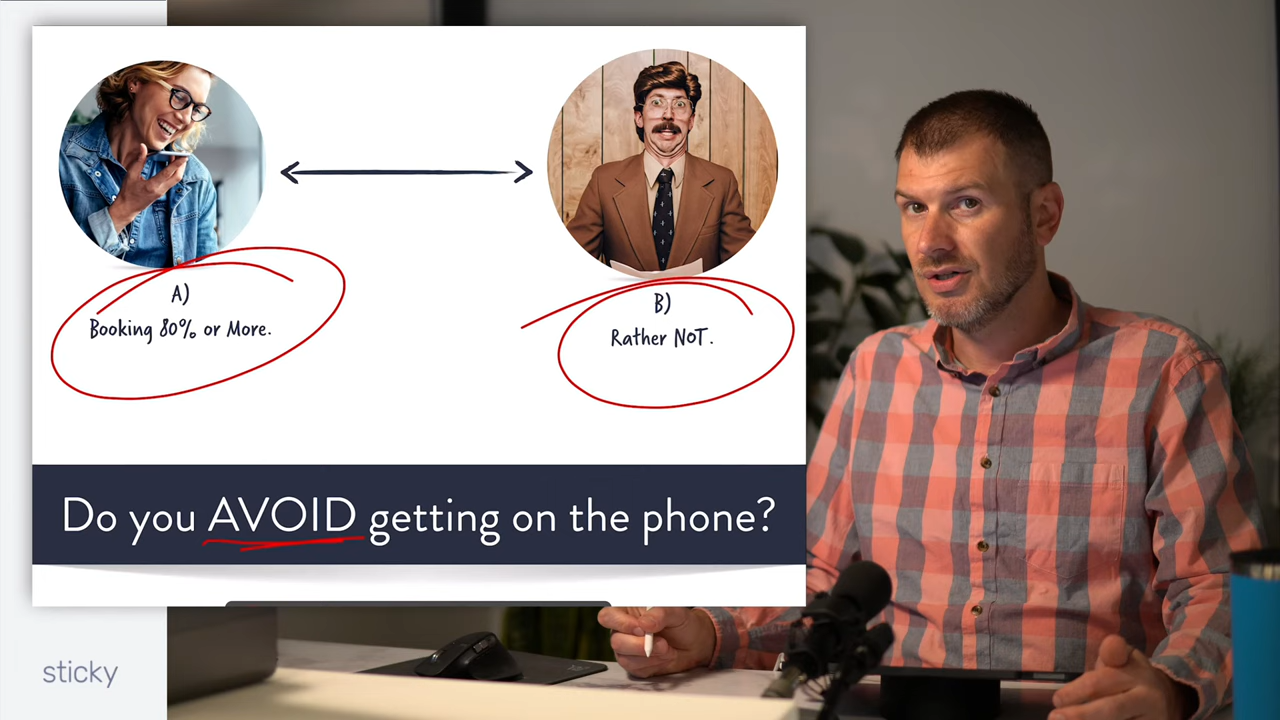 A)
Booking 80% or More.
B)
Rather NOT.
Do you AVOID getting on the phone?
sticky